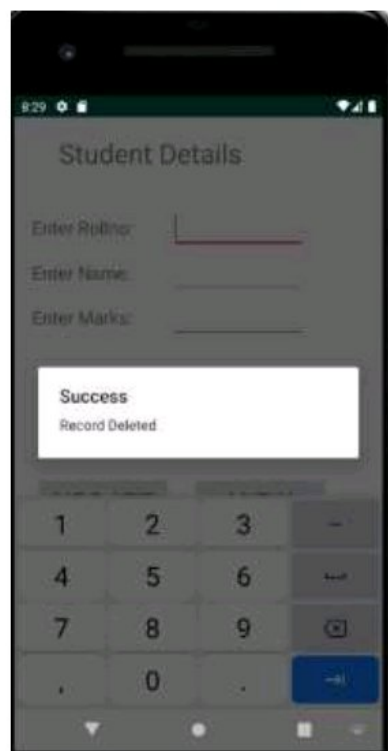 8:29
Student Details
Enter Rollno:
Enter Name:
Enter Marks:
Success
Record Deleted
1 2 3 -
4 5 6
7 8 9
, 0 .